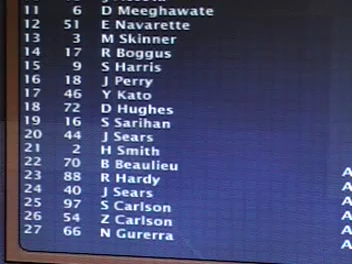 11 6 D Meeghawate
12 51 E Navarette
13 3 M Skinner
14 17 R Boggus
15 9 S Harris
16 18 J Perry
17 46 Y Kato
18 72 D Hughes
19 16 S Sarihan
20 44 J Sears
21 2 H Smith
22 70 B Beaulieu A
23 88 R Hardy A
24 40 J Sears A
25 97 S Carlson A
26 54 Z Carlson A
27 66 N Gurerra A